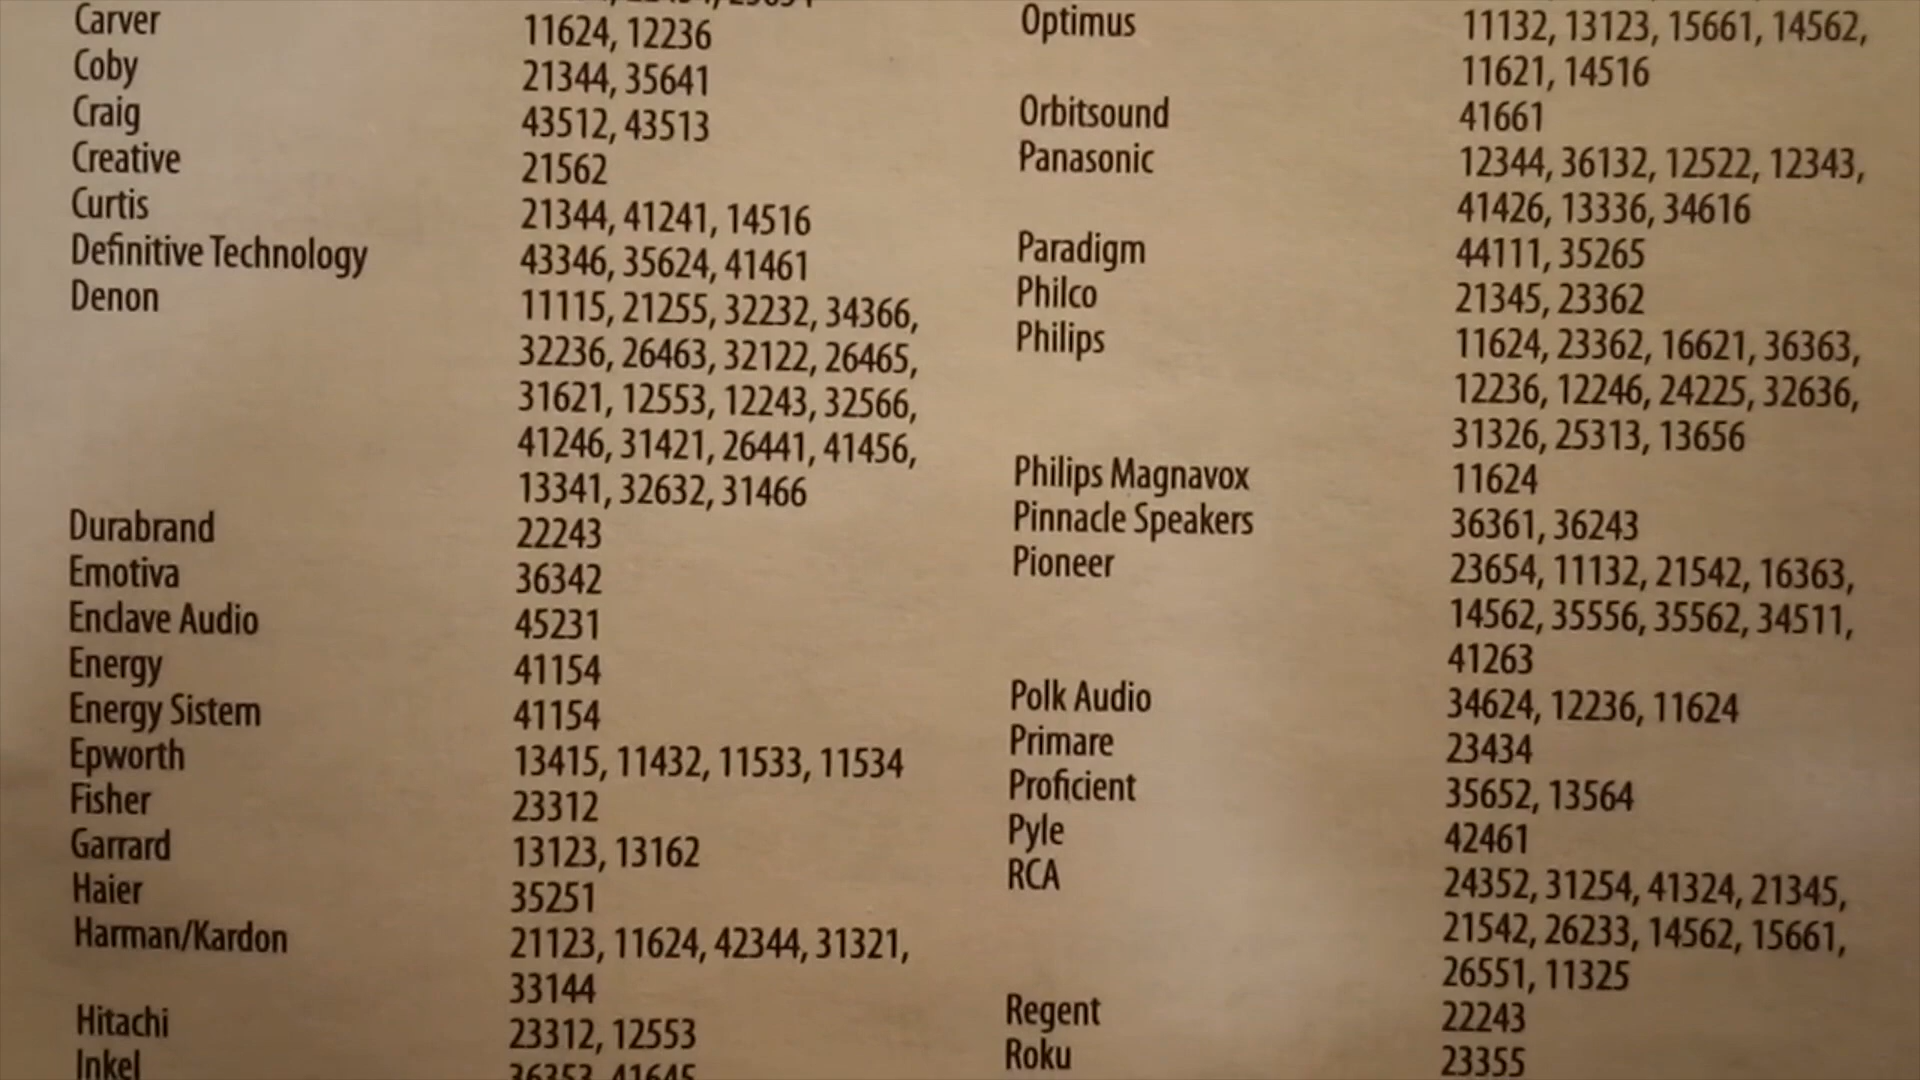 Carver 11624, 12236
Coby 21344, 35641
Craig 43512, 43513
Creative 21562
Curtis 21344, 41241, 14516
Definitive Technology 43346, 35624, 41461
Denon 11115, 21255, 32232, 34366,
32236, 26463, 32122, 26465,
31621, 12553, 12243, 32566,
41246, 31421, 26441, 41456,
13341, 32632, 31466
Durabrand 22243
Emotiva 36342
Enclave Audio 45231
Energy 41154
Energy Sistem 41154
Epworth 13415, 11432, 11533, 11534
Fisher 23312
Garrard 13123, 13162
Haier 35251
Harman/Kardon 21123, 11624, 42344, 31321,
33144
Hitachi 23312, 12553
Inkel 36353, 41645
Optimus 11132, 13123, 15661, 14562,
11621, 14516
Orbitsound 41661
Panasonic 12344, 36132, 12522, 12343,
41426, 13336, 34616
Paradigm 44111, 35265
Philco 21345, 23362
Philips 11624, 23362, 16621, 36363,
12236, 12246, 24225, 32636,
31326, 25313, 13656
Philips Magnavox 11624
Pinnacle Speakers 36361, 36243
Pioneer 23654, 11132, 21542, 16363,
14562, 35556, 35562, 34511,
41263
Polk Audio 34624, 12236, 11624
Primare 23434
Proficient 35652, 13564
Pyle 42461
RCA 24352, 31254, 41324, 21345,
21542, 26233, 14562, 15661,
26551, 11325
Regent 22243
Roku 23355